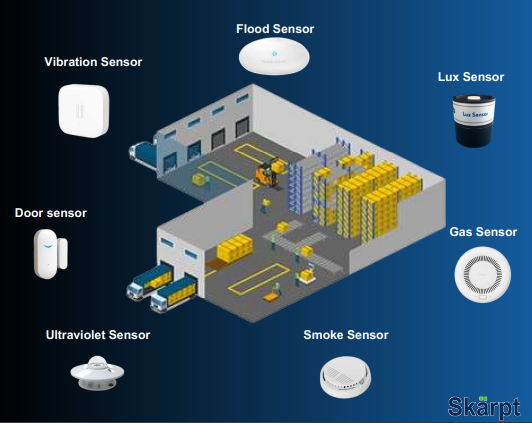 Flood Sensor
Vibration Sensor
Lux Sensor
Lux Sensor
Door sensor
Gas Sensor
Ultraviolet Sensor
Smoke Sensor
Skarpt